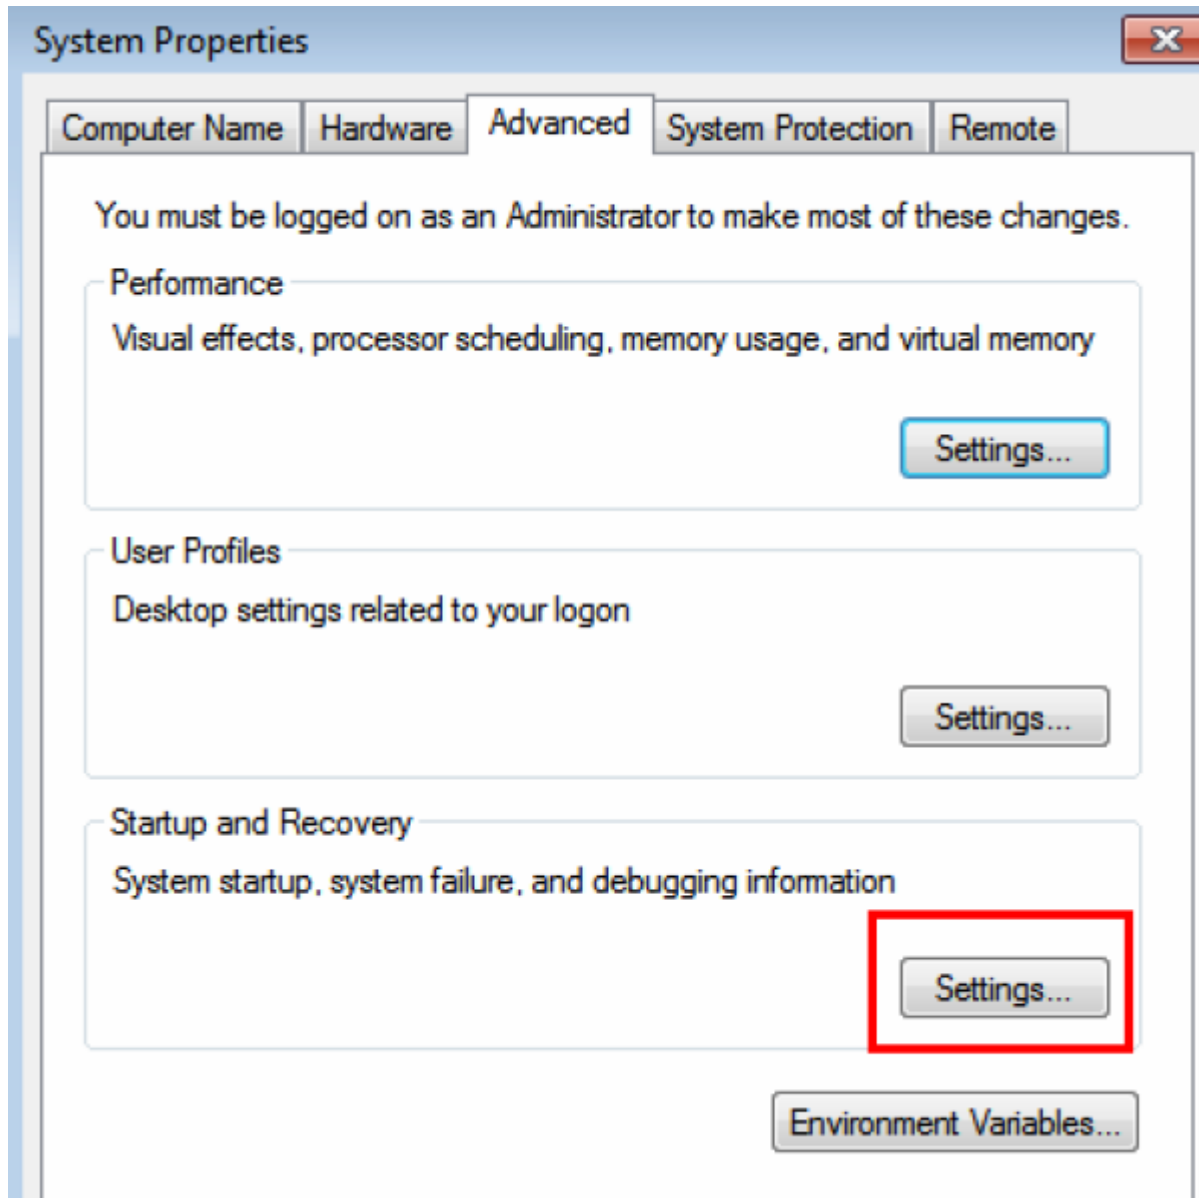 System Properties
Computer Name Hardware Advanced System Protection Remote
You must be logged on as an Administrator to make most of these changes.
Performance
Visual effects, processor scheduling, memory usage, and virtual memory
Settings...
User Profiles
Desktop settings related to your logon
Settings...
Startup and Recovery
System startup, system failure, and debugging information
Settings...
Environment Variables...